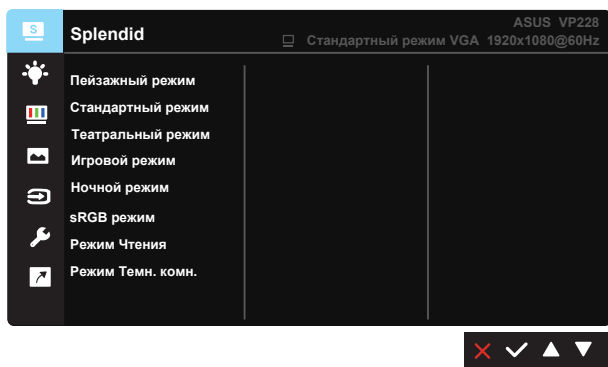 S
Splendid
ASUS VP228
Стандартный режим VGA 1920x1080@60Hz
Пейзажный режим
Стандартный режим
Театральный режим
Игровой режим
Ночной режим
sRGB режим
Режим Чтения
Режим Темн. комн.